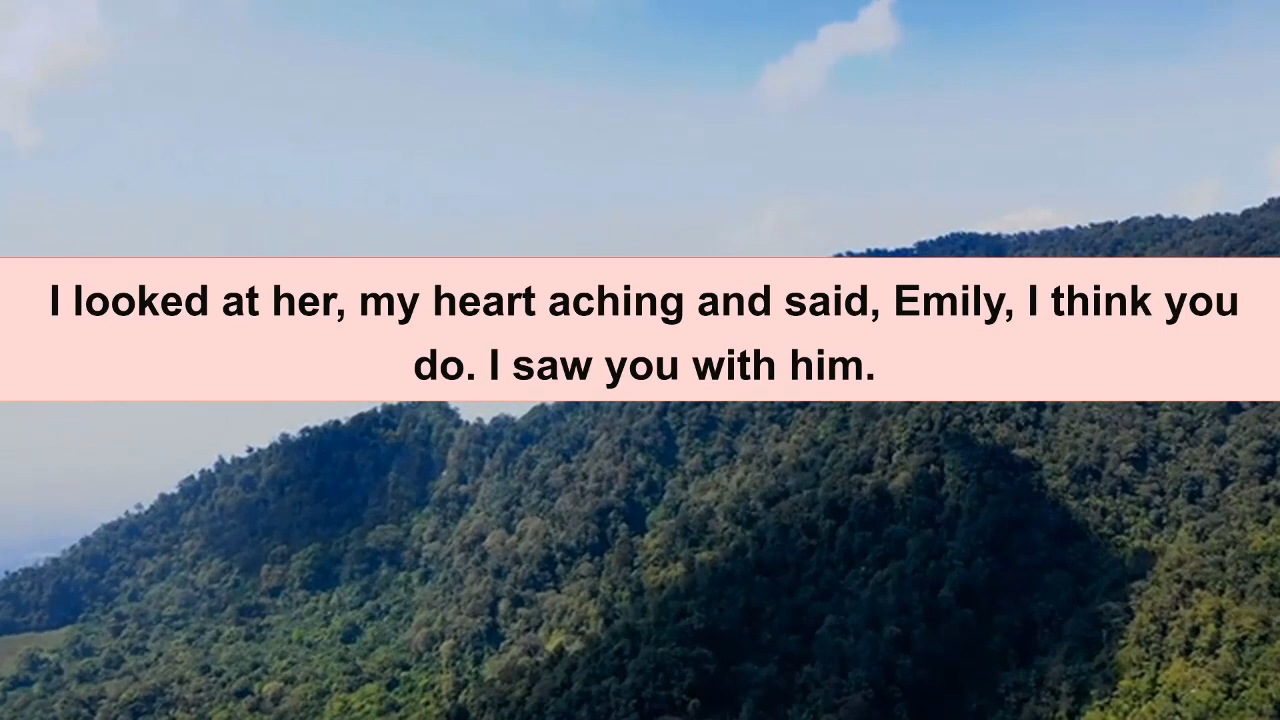 I looked at her, my heart aching and said, Emily, I think you
do. I saw you with him.